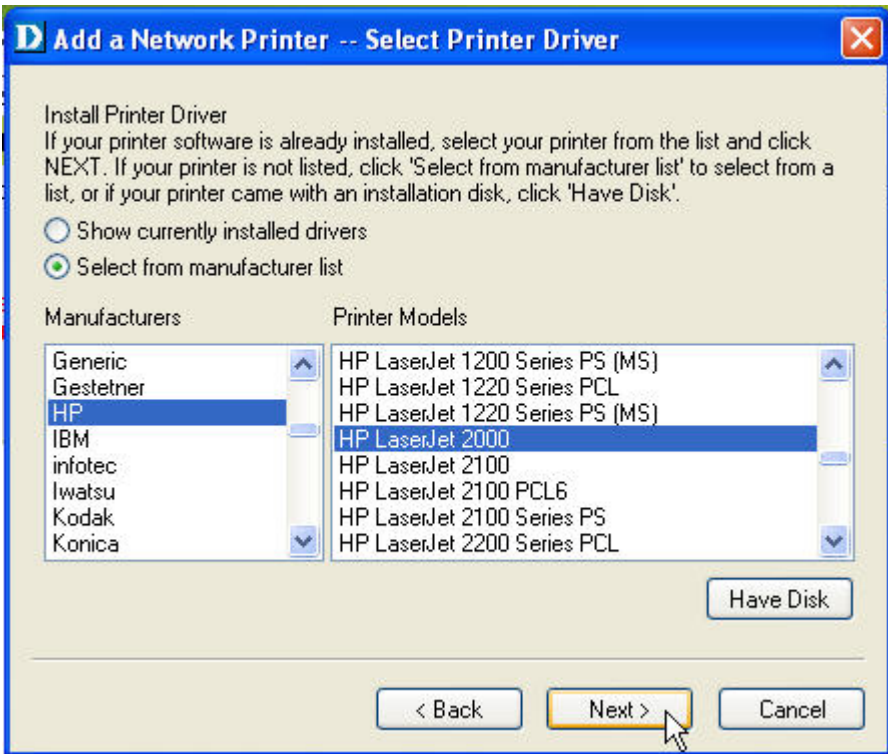 D Add a Network Printer -- Select Printer Driver
Install Printer Driver
If your printer software is already installed, select your printer from the list and click
NEXT. If your printer is not listed, click 'Select from manufacturer list' to select from a
list, or if your printer came with an installation disk, click 'Have Disk'.
Show currently installed drivers
Select from manufacturer list
Manufacturers
Generic
Gestetner
HP
IBM
infotec
Iwatsu
Kodak
Konica
Printer Models
HP LaserJet 1200 Series PS (MS)
HP LaserJet 1220 Series PCL
HP LaserJet 1220 Series PS (MS)
HP LaserJet 2000
HP LaserJet 2100
HP LaserJet 2100 PCL6
HP LaserJet 2100 Series PS
HP LaserJet 2200 Series PCL
Have Disk
< Back
Next >
Cancel